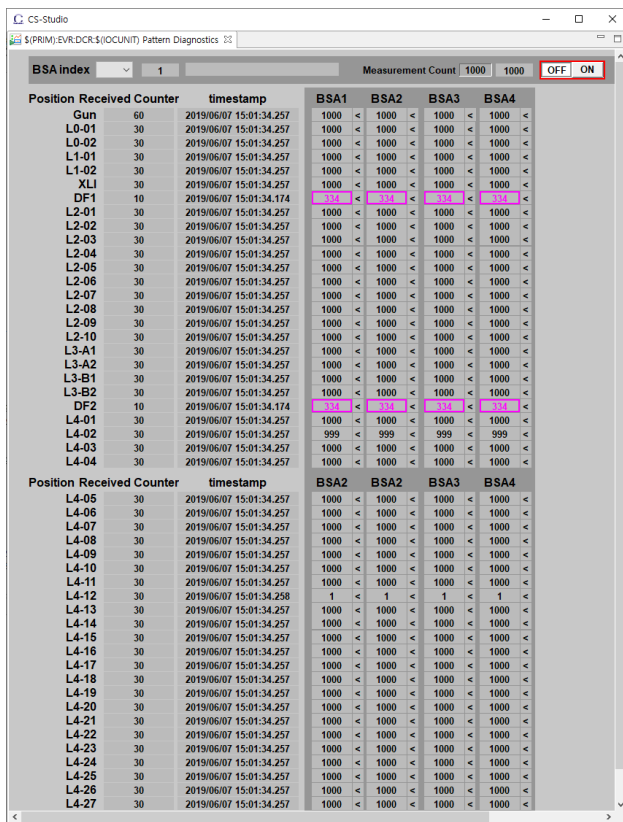 CS-Studio
$(PRIM):EVR:DCR:$(IOCUNIT) Pattern Diagnostics
BSA index 1 Measurement Count 1000 1000 OFF ON
Position Received Counter timestamp BSA1 BSA2 BSA3 BSA4
Gun 60 2019/06/07 15:01:34.257 1000 < 1000 < 1000 < 1000 <
L0-01 30 2019/06/07 15:01:34.257 1000 < 1000 < 1000 < 1000 <
L0-02 30 2019/06/07 15:01:34.257 1000 < 1000 < 1000 < 1000 <
L1-01 30 2019/06/07 15:01:34.257 1000 < 1000 < 1000 < 1000 <
L1-02 30 2019/06/07 15:01:34.257 1000 < 1000 < 1000 < 1000 <
XLI 30 2019/06/07 15:01:34.257 1000 < 1000 < 1000 < 1000 <
DF1 10 2019/06/07 15:01:34.174 334 < 334 < 334 < 334 <
L2-01 30 2019/06/07 15:01:34.257 1000 < 1000 < 1000 < 1000 <
L2-02 30 2019/06/07 15:01:34.257 1000 < 1000 < 1000 < 1000 <
L2-03 30 2019/06/07 15:01:34.257 1000 < 1000 < 1000 < 1000 <
L2-04 30 2019/06/07 15:01:34.257 1000 < 1000 < 1000 < 1000 <
L2-05 30 2019/06/07 15:01:34.257 1000 < 1000 < 1000 < 1000 <
L2-06 30 2019/06/07 15:01:34.257 1000 < 1000 < 1000 < 1000 <
L2-07 30 2019/06/07 15:01:34.257 1000 < 1000 < 1000 < 1000 <
L2-08 30 2019/06/07 15:01:34.257 1000 < 1000 < 1000 < 1000 <
L2-09 30 2019/06/07 15:01:34.257 1000 < 1000 < 1000 < 1000 <
L2-10 30 2019/06/07 15:01:34.257 1000 < 1000 < 1000 < 1000 <
L3-A1 30 2019/06/07 15:01:34.257 1000 < 1000 < 1000 < 1000 <
L3-A2 30 2019/06/07 15:01:34.257 1000 < 1000 < 1000 < 1000 <
L3-B1 30 2019/06/07 15:01:34.257 1000 < 1000 < 1000 < 1000 <
L3-B2 30 2019/06/07 15:01:34.257 1000 < 1000 < 1000 < 1000 <
DF2 10 2019/06/07 15:01:34.174 334 < 334 < 334 < 334 <
L4-01 30 2019/06/07 15:01:34.257 1000 < 1000 < 1000 < 1000 <
L4-02 30 2019/06/07 15:01:34.257 999 < 999 < 999 < 999 <
L4-03 30 2019/06/07 15:01:34.257 1000 < 1000 < 1000 < 1000 <
L4-04 30 2019/06/07 15:01:34.257 1000 < 1000 < 1000 < 1000 <
Position Received Counter timestamp BSA2 BSA2 BSA3 BSA4
L4-05 30 2019/06/07 15:01:34.257 1000 < 1000 < 1000 < 1000 <
L4-06 30 2019/06/07 15:01:34.257 1000 < 1000 < 1000 < 1000 <
L4-07 30 2019/06/07 15:01:34.257 1000 < 1000 < 1000 < 1000 <
L4-08 30 2019/06/07 15:01:34.257 1000 < 1000 < 1000 < 1000 <
L4-09 30 2019/06/07 15:01:34.257 1000 < 1000 < 1000 < 1000 <
L4-10 30 2019/06/07 15:01:34.257 1000 < 1000 < 1000 < 1000 <
L4-11 30 2019/06/07 15:01:34.257 1000 < 1000 < 1000 < 1000 <
L4-12 30 2019/06/07 15:01:34.258 1 < 1 < 1 < 1 <
L4-13 30 2019/06/07 15:01:34.257 1000 < 1000 < 1000 < 1000 <
L4-14 30 2019/06/07 15:01:34.257 1000 < 1000 < 1000 < 1000 <
L4-15 30 2019/06/07 15:01:34.257 1000 < 1000 < 1000 < 1000 <
L4-16 30 2019/06/07 15:01:34.257 1000 < 1000 < 1000 < 1000 <
L4-17 30 2019/06/07 15:01:34.257 1000 < 1000 < 1000 < 1000 <
L4-18 30 2019/06/07 15:01:34.257 1000 < 1000 < 1000 < 1000 <
L4-19 30 2019/06/07 15:01:34.257 1000 < 1000 < 1000 < 1000 <
L4-20 30 2019/06/07 15:01:34.257 1000 < 1000 < 1000 < 1000 <
L4-21 30 2019/06/07 15:01:34.257 1000 < 1000 < 1000 < 1000 <
L4-22 30 2019/06/07 15:01:34.257 1000 < 1000 < 1000 < 1000 <
L4-23 30 2019/06/07 15:01:34.257 1000 < 1000 < 1000 < 1000 <
L4-24 30 2019/06/07 15:01:34.257 1000 < 1000 < 1000 < 1000 <
L4-25 30 2019/06/07 15:01:34.257 1000 < 1000 < 1000 < 1000 <
L4-26 30 2019/06/07 15:01:34.257 1000 < 1000 < 1000 < 1000 <
L4-27 30 2019/06/07 15:01:34.257 1000 < 1000 < 1000 < 1000 <